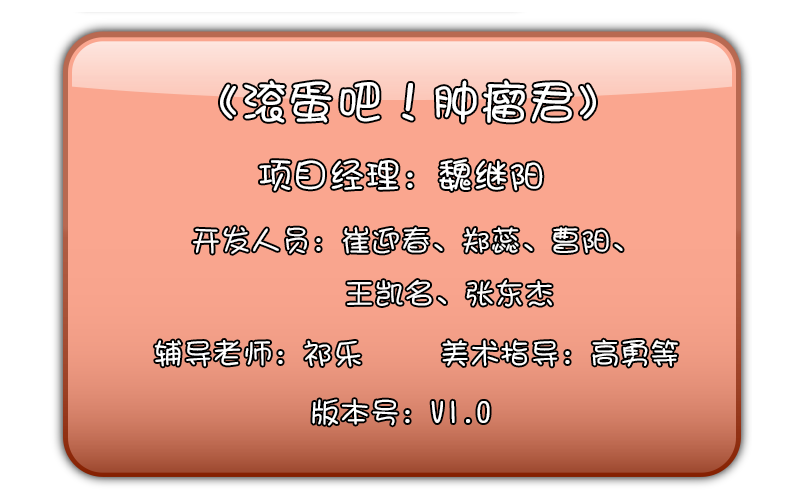 《滚蛋吧！肿瘤君》
项目经理：魏继阳
开发人员：崔迎春、郑蕊、曹阳、
王凯名、张东杰
辅导老师：祁乐 美术指导：高勇等
版本号：V1.0